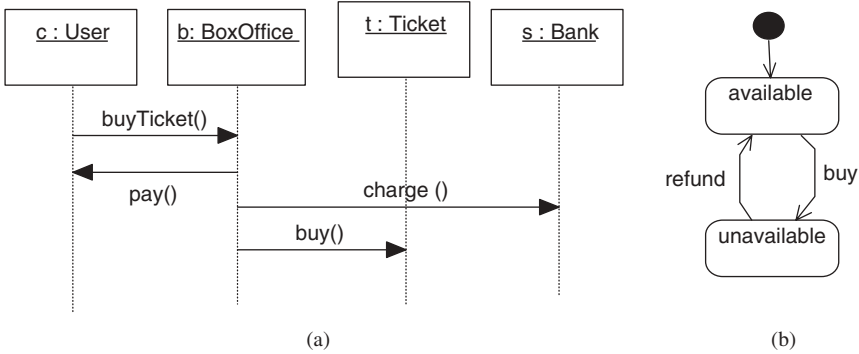 c : User
b: BoxOffice
t : Ticket
s : Bank
buyTicket()
pay()
charge ()
buy()
(a)
available
refund
buy
unavailable
(b)